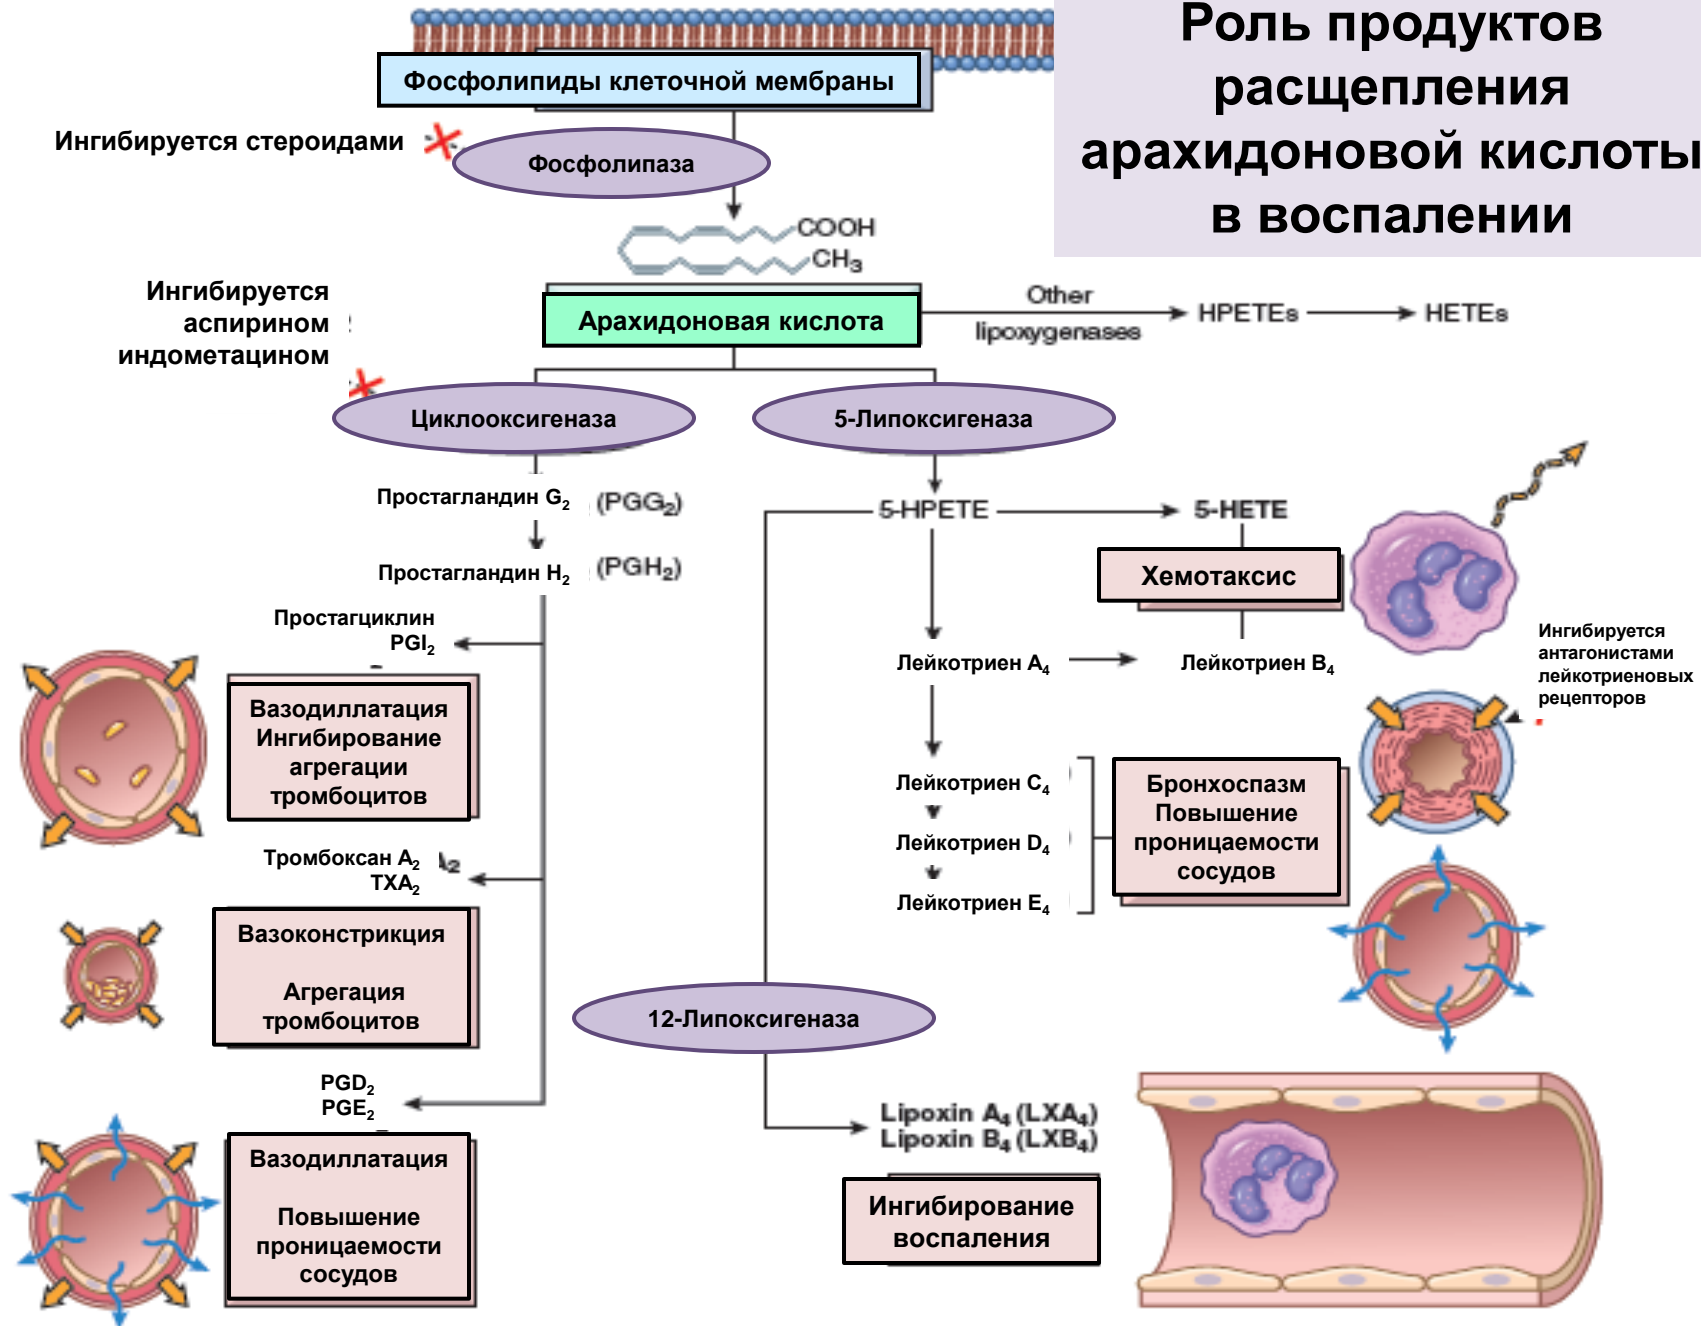 Роль продуктов
расщепления
арахидоновой кислоты
в воспалении
Фосфолипиды клеточной мембраны
Ингибируется стероидами
Фосфолипаза
COOH
CH₃
Ингибируется
аспирином
индометацином
Арахидоновая кислота
Other
lipoxygenases
HPETEs
HETEs
Циклооксигеназа
5-Липоксигеназа
Простагландин G₂ (PGG₂)
5-HPETE
5-HETE
Простагландин H₂ (PGH₂)
Хемотаксис
Простагциклин
PGI₂
Лейкотриен A₄
Лейкотриен B₄
Ингибируется
антагонистами
лейкотриеновых
рецепторов
Вазодиллатация
Ингибирование
агрегации
тромбоцитов
Лейкотриен C₄
Лейкотриен D₄
Лейкотриен E₄
Бронхоспазм
Повышение
проницаемости
сосудов
Тромбоксан A₂
TXA₂
Вазоконстрикция
Агрегация
тромбоцитов
12-Липоксигеназа
PGD₂
PGE₂
Lipoxin A₄ (LXA₄)
Lipoxin B₄ (LXB₄)
Вазодиллатация
Повышение
проницаемости
сосудов
Ингибирование
воспаления